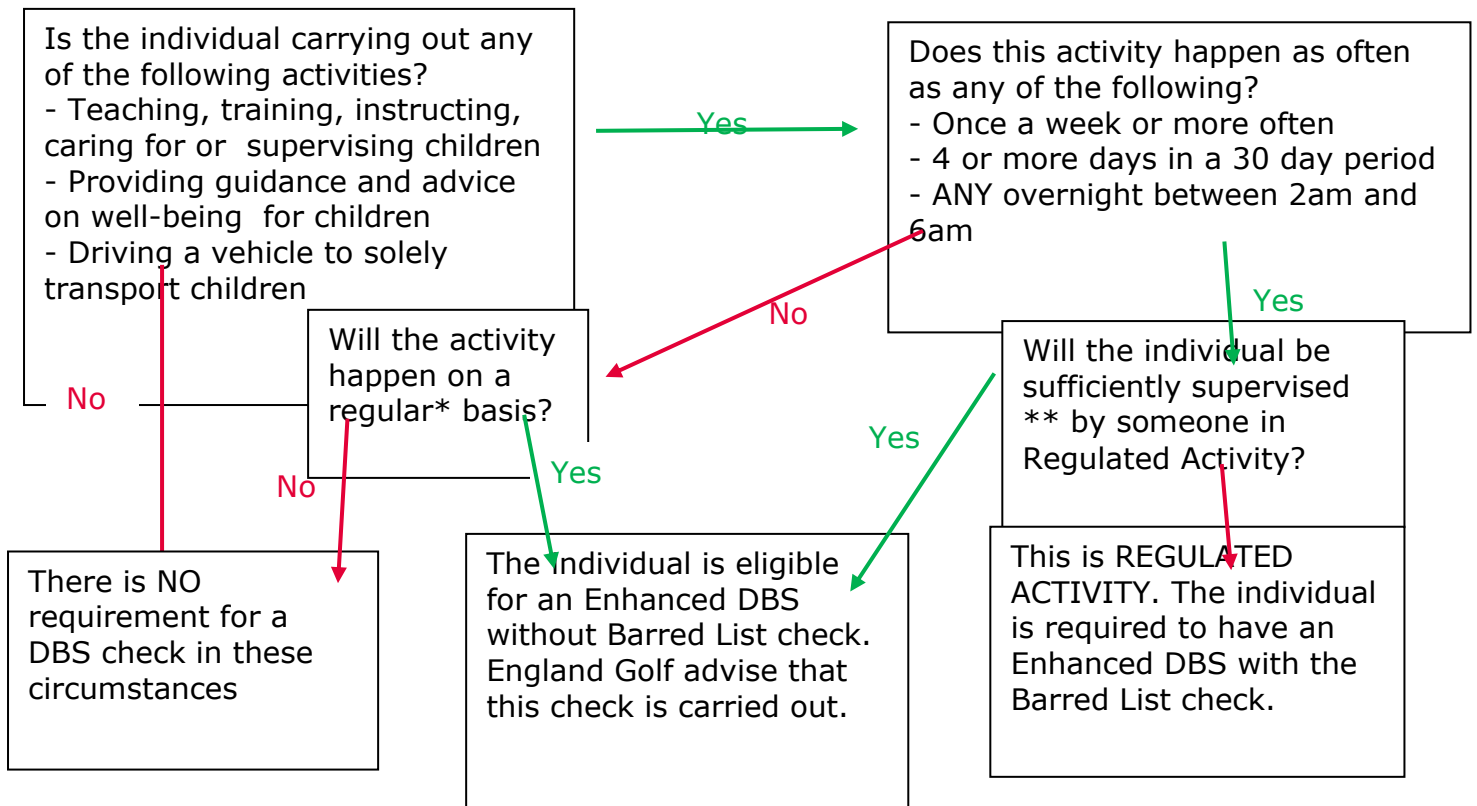 Is the individual carrying out any
of the following activities?
- Teaching, training, instructing,
caring for or  supervising children
- Providing guidance and advice
on well-being  for children
- Driving a vehicle to solely
transport children
Yes
Does this activity happen as often
as any of the following?
- Once a week or more often
- 4 or more days in a 30 day period
- ANY overnight between 2am and
6am
No
Yes
Will the activity
happen on a
regular* basis?
No
Will the individual be
sufficiently supervised
** by someone in
Regulated Activity?
Yes
No
Yes
There is NO
requirement for a
DBS check in these
circumstances
The individual is eligible
for an Enhanced DBS
without Barred List check.
England Golf advise that
this check is carried out.
This is REGULATED
ACTIVITY. The individual
is required to have an
Enhanced DBS with the
Barred List check.